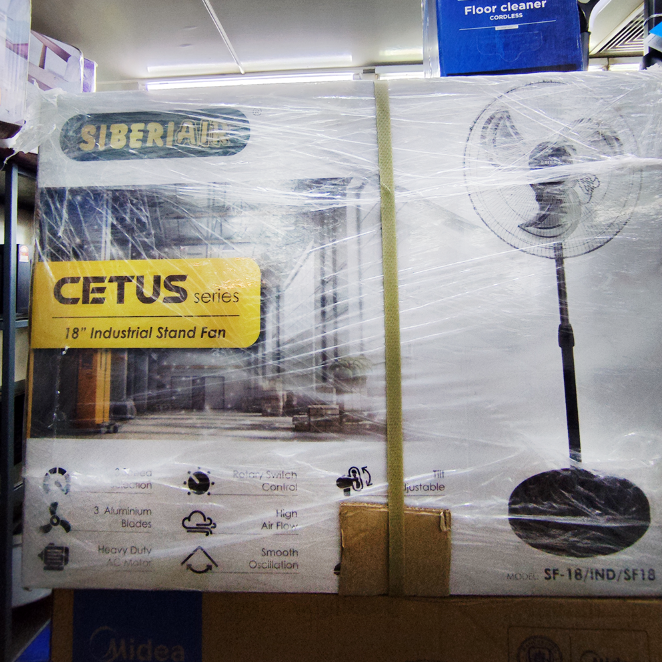 Floor cleaner
CORDLESS
SIBERIAIR
CETUS series
18" Industrial Stand Fan
Rotary Switch
Control
Tilt
3 Aluminium
Blades
High
Air Flow
Heavy Duty
AC Motor
Smooth
Oscillation
MODEL: SF-18/IND/SF18
Midea